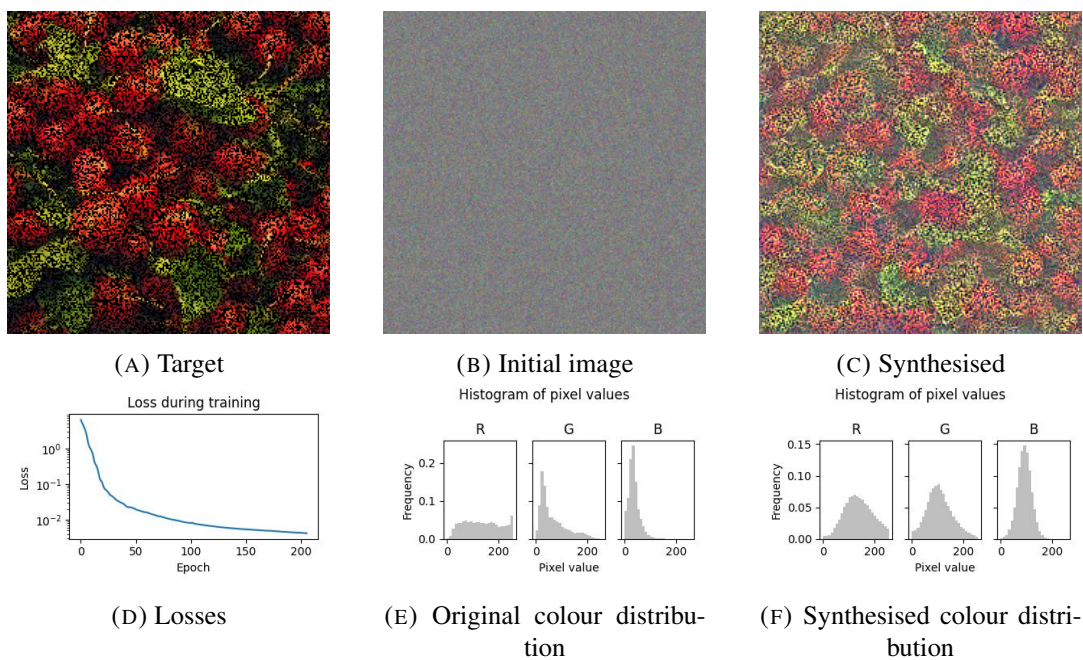 (A) Target
(B) Initial image
(C) Synthesised
Loss during training
10⁰
10⁻¹
10⁻²
Loss
0 50 100 150 200
Epoch
(D) Losses
Histogram of pixel values
R G B
0.2
0.1
0.0
Frequency
0 200 0 200 0 200
Pixel value
(E) Original colour distribu-
tion
Histogram of pixel values
R G B
0.15
0.10
0.05
0.00
Frequency
0 200 0 200 0 200
Pixel value
(F) Synthesised colour distri-
bution